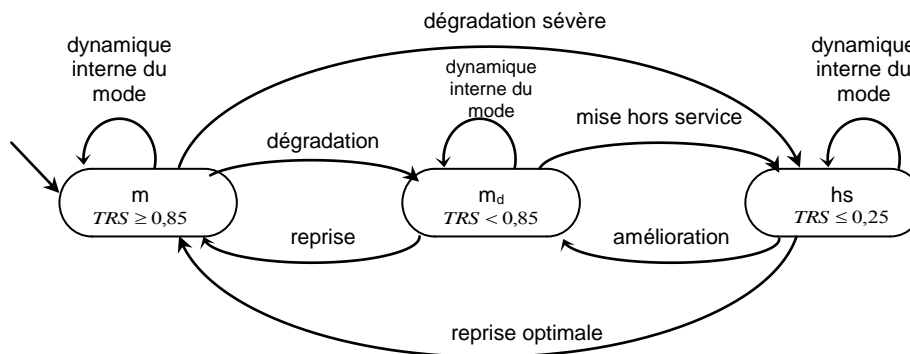 dégradation sévère
dynamique
interne du
mode
dynamique
interne du
mode
dynamique
interne du
mode
dégradation
mise hors service
m
TRS ≥ 0,85
m_d
TRS < 0,85
hs
TRS ≤ 0,25
reprise
amélioration
reprise optimale